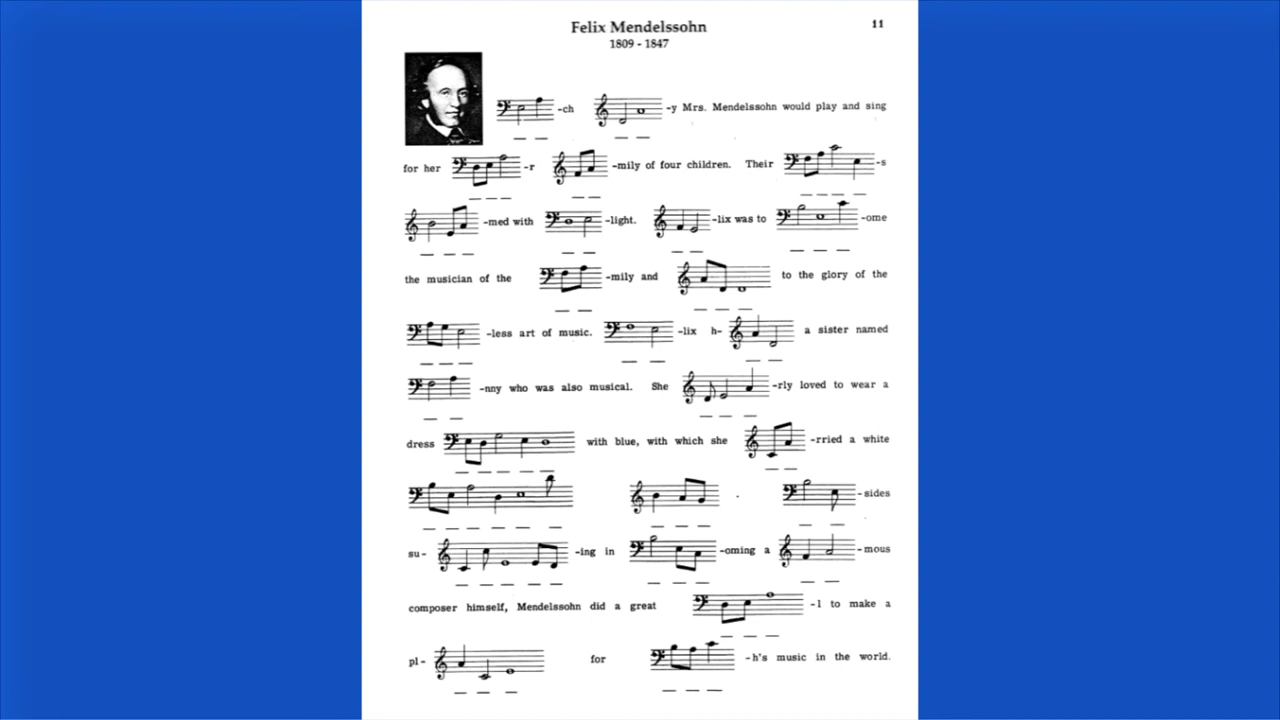 Felix Mendelssohn 11
1809 - 1847
-ch -y Mrs. Mendelssohn would play and sing
for her -r -mily of four children. Their -s
-med with -light. -lix was to -ome
the musician of the -mily and to the glory of the
-less art of music. -lix h- a sister named
-nny who was also musical. She -rly loved to wear a
dress with blue, with which she -rried a white
- sides
su- -ing in -oming a - mous
composer himself, Mendelssohn did a great - l to make a
pl- for - h's music in the world.